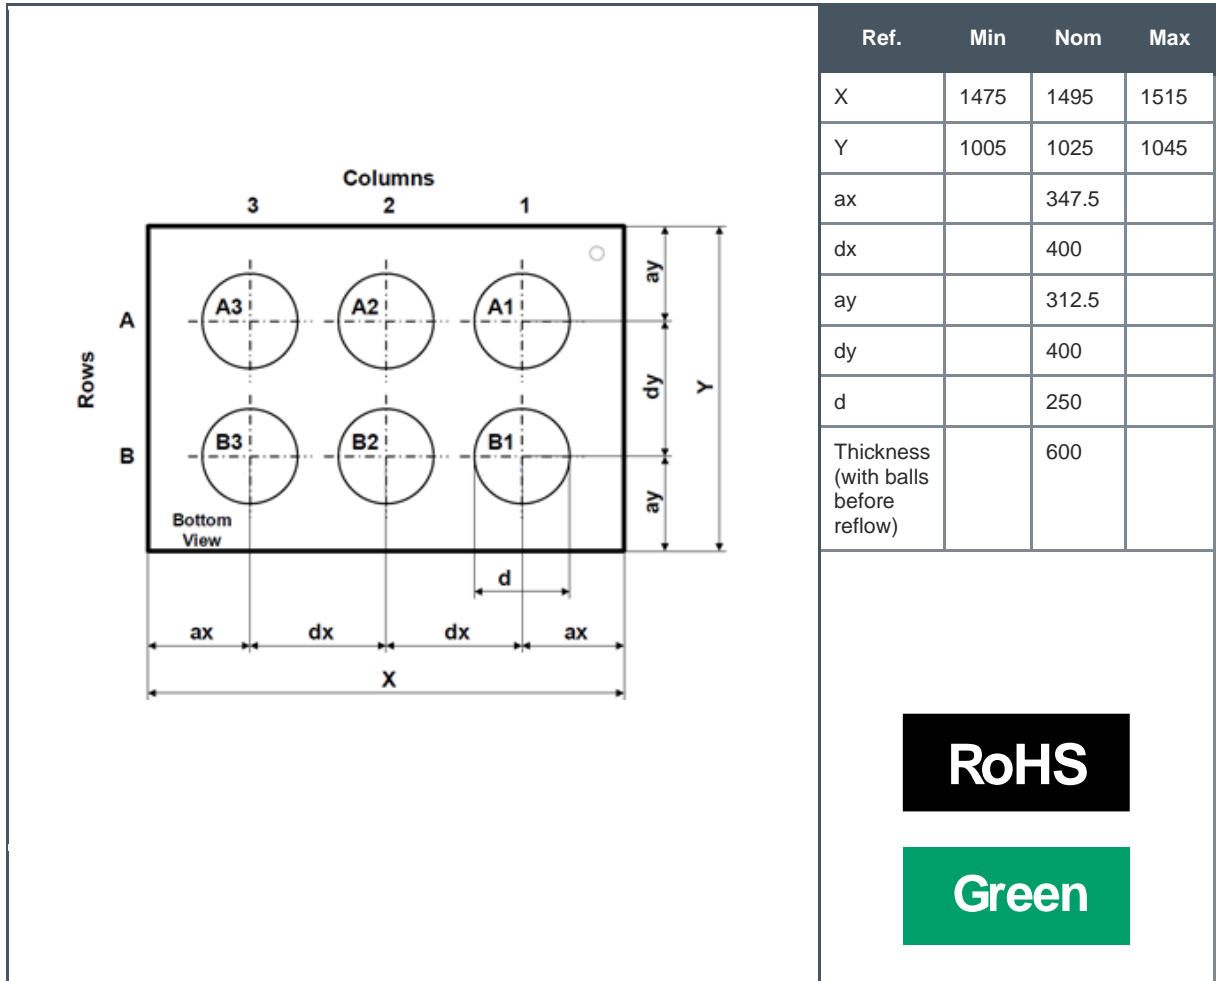 Columns
3 2 1
A
B
Rows
A3 A2 A1
B3 B2 B1
Bottom
View
ay
dy
ay
Y
d
ax dx dx ax
X
Ref. Min Nom Max
X 1475 1495 1515
Y 1005 1025 1045
ax 347.5
dx 400
ay 312.5
dy 400
d 250
Thickness 600
(with balls
before
reflow)
RoHS
Green